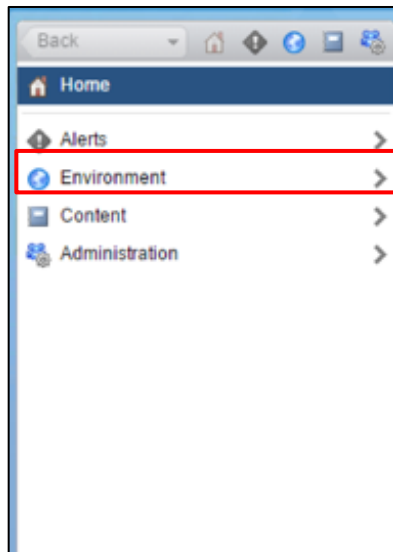 Back
Home
Alerts
Environment
Content
Administration